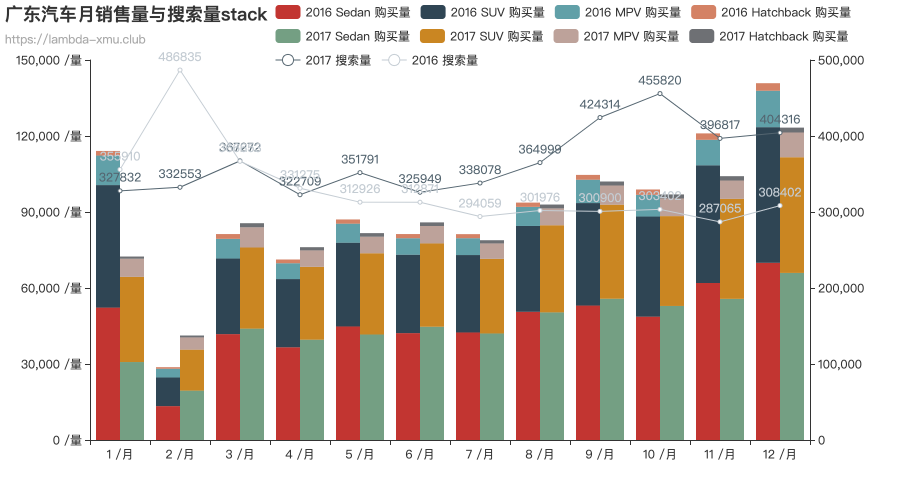 广东汽车月销售量与搜索量stack
https://lambda-xmu.club
2016 Sedan 购买量 2016 SUV 购买量 2016 MPV 购买量 2016 Hatchback 购买量
2017 Sedan 购买量 2017 SUV 购买量 2017 MPV 购买量 2017 Hatchback 购买量
2017 搜索量 2016 搜索量
150,000 /量
120,000 /量
90,000 /量
60,000 /量
30,000 /量
0 /量
500,000
400,000
300,000
200,000
100,000
0
355910
486835
367272
331275
312926
312871
294059
301976
300900
303402
287065
308402
327832
332553
322709
351791
325949
338078
364999
424314
455820
396817
404316
1 /月 2 /月 3 /月 4 /月 5 /月 6 /月 7 /月 8 /月 9 /月 10 /月 11 /月 12 /月